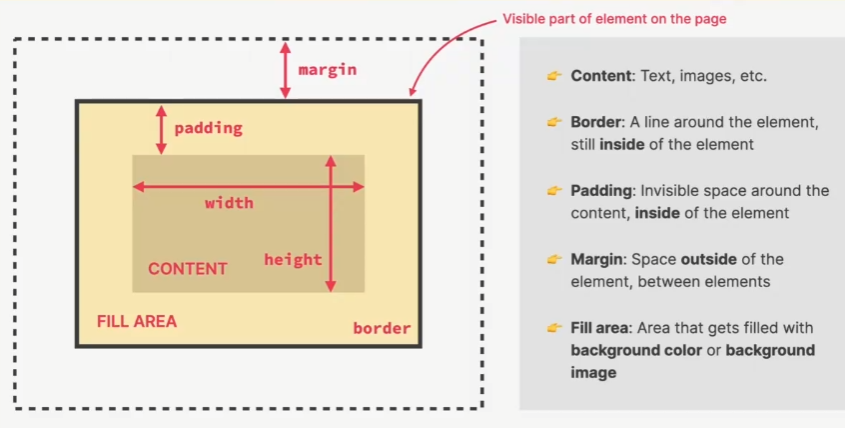 Visible part of element on the page
margin
padding
width
height
CONTENT
FILL AREA
border
👉 Content: Text, images, etc.
👉 Border: A line around the element,
still inside of the element
👉 Padding: Invisible space around the
content, inside of the element
👉 Margin: Space outside of the
element, between elements
👉 Fill area: Area that gets filled with
background color or background
image